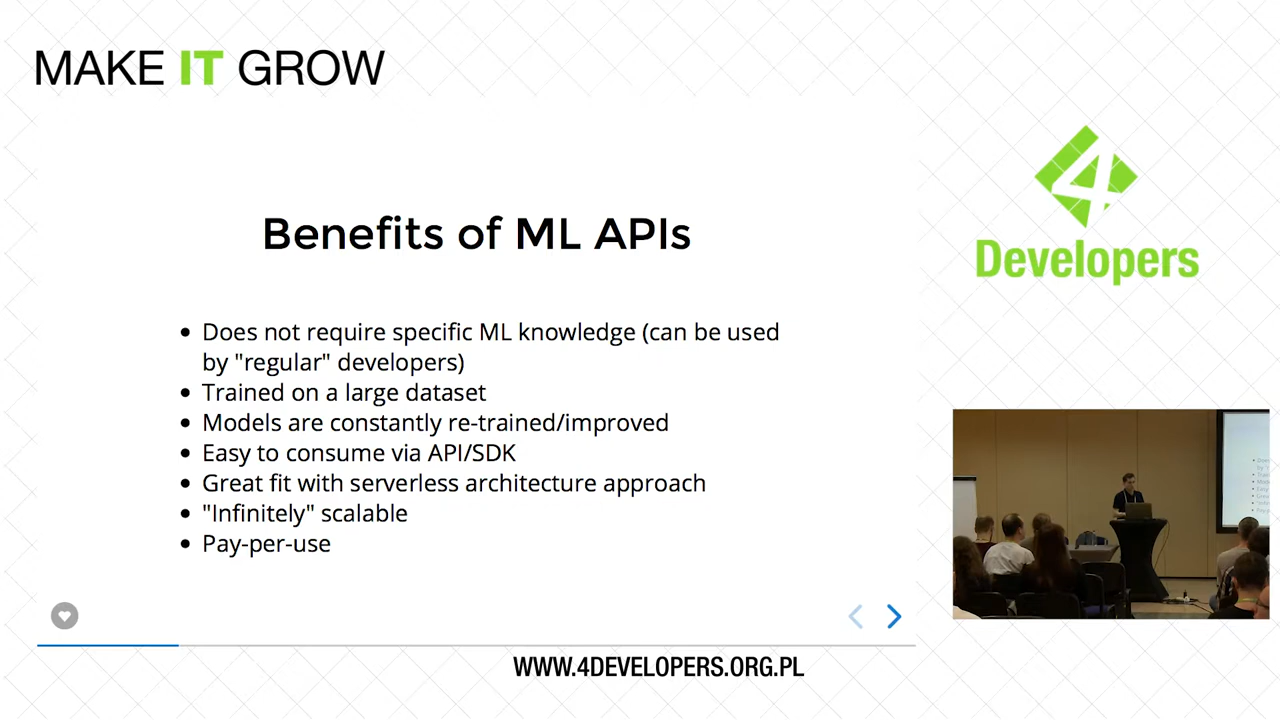 MAKE IT GROW
4
Developers
Benefits of ML APIs
• Does not require specific ML knowledge (can be used
by "regular" developers)
• Trained on a large dataset
• Models are constantly re-trained/improved
• Easy to consume via API/SDK
• Great fit with serverless architecture approach
• "Infinitely" scalable
• Pay-per-use
WWW.4DEVELOPERS.ORG.PL